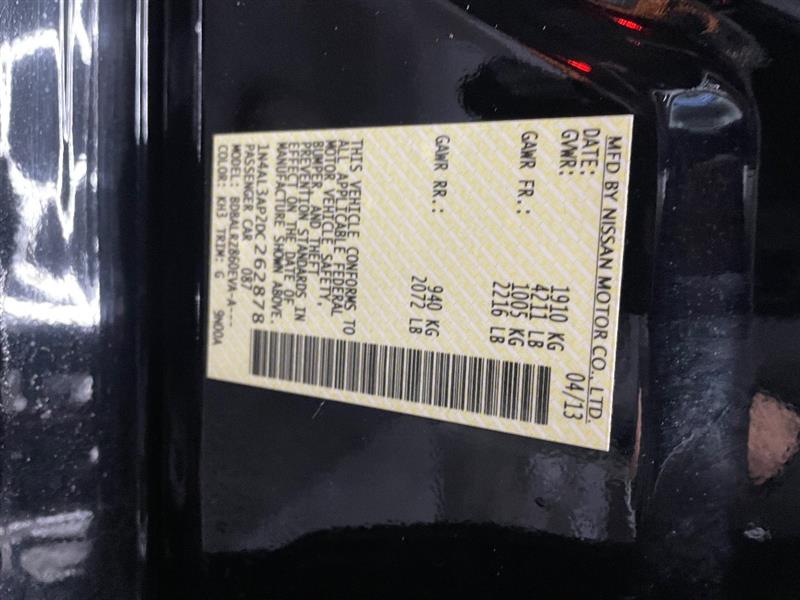 MFD BY NISSAN MOTOR CO., LTD.
DATE: 04/13
GVWR: 1910 KG
4211 LB
GAWR FR.: 1005 KG
2216 LB
GAWR RR.: 940 KG
2072 LB
THIS VEHICLE CONFORMS TO
ALL APPLICABLE FEDERAL
MOTOR VEHICLE SAFETY,
BUMPER, AND THEFT
PREVENTION STANDARDS IN
EFFECT ON THE DATE OF
MANUFACTURE SHOWN ABOVE.
1N4AL3AP2DC262878
PASSENGER CAR 087
MODEL: BDBALRZBBDEVA-A---
COLOR: KH3 TRIM: G 9N00A